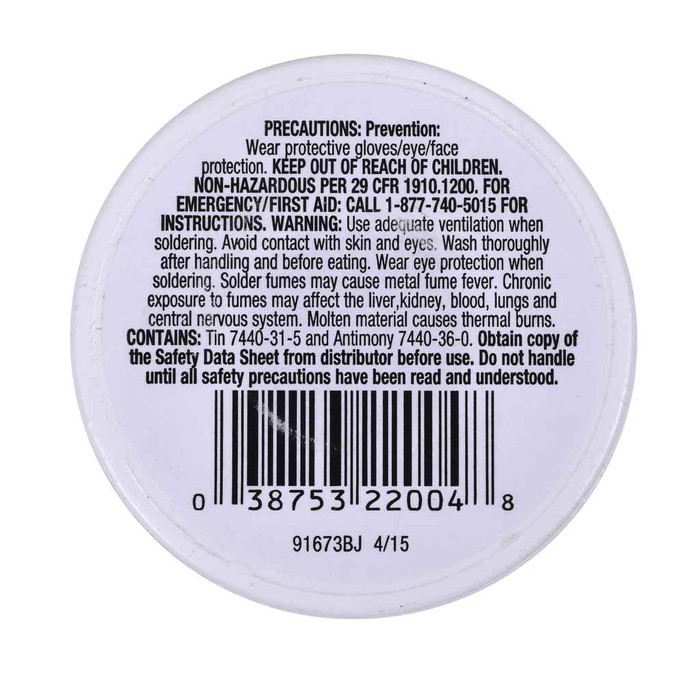 PRECAUTIONS: Prevention:
Wear protective gloves/eye/face
protection. KEEP OUT OF REACH OF CHILDREN.
NON-HAZARDOUS PER 29 CFR 1910.1200. FOR
EMERGENCY/FIRST AID: CALL 1-877-740-5015 FOR
INSTRUCTIONS. WARNING: Use adequate ventilation when
soldering. Avoid contact with skin and eyes. Wash thoroughly
after handling and before eating. Wear eye protection when
soldering. Solder fumes may cause metal fume fever. Chronic
exposure to fumes may affect the liver,kidney, blood, lungs and
central nervous system. Molten material causes thermal burns.
CONTAINS: Tin 7440-31-5 and Antimony 7440-36-0. Obtain copy of
the Safety Data Sheet from distributor before use. Do not handle
until all safety precautions have been read and understood.
0 38753 22004 8
91673BJ 4/15